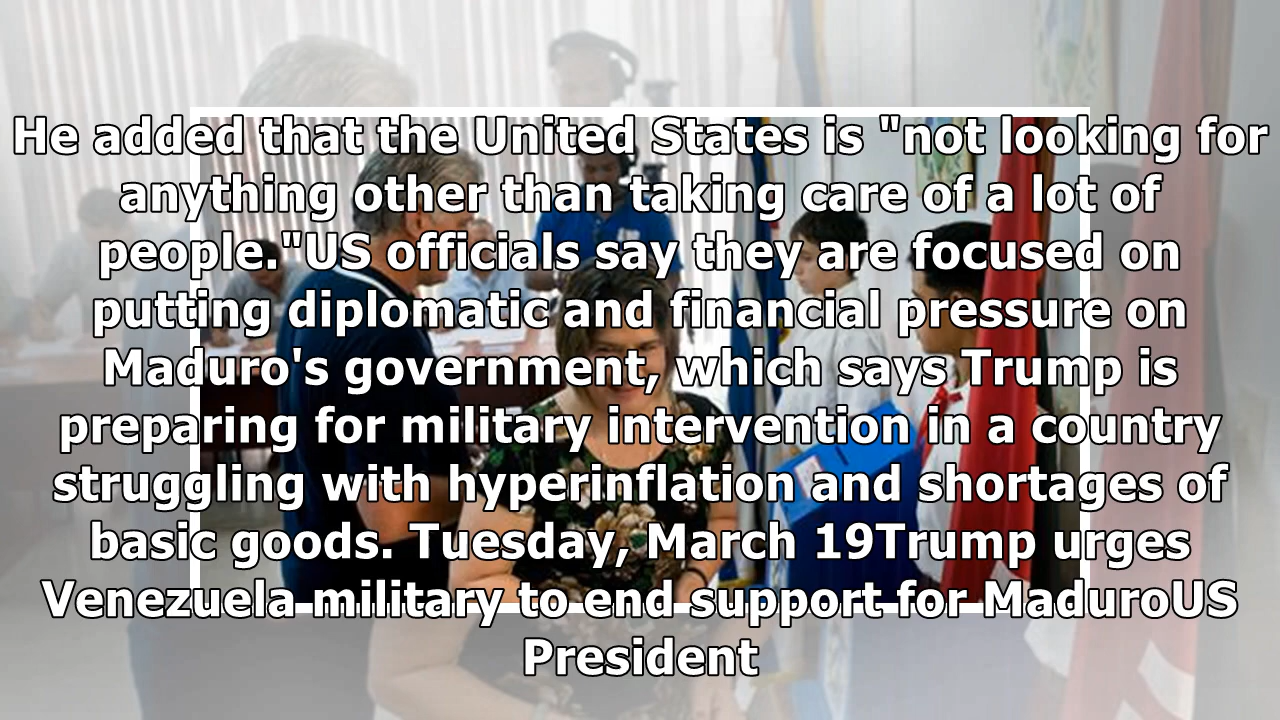 He added that the United States is "not looking for
anything other than taking care of a lot of
people."US officials say they are focused on
putting diplomatic and financial pressure on
Maduro's government, which says Trump is
preparing for military intervention in a country
struggling with hyperinflation and shortages of
basic goods. Tuesday, March 19Trump urges
Venezuela military to end support for MaduroUS
President